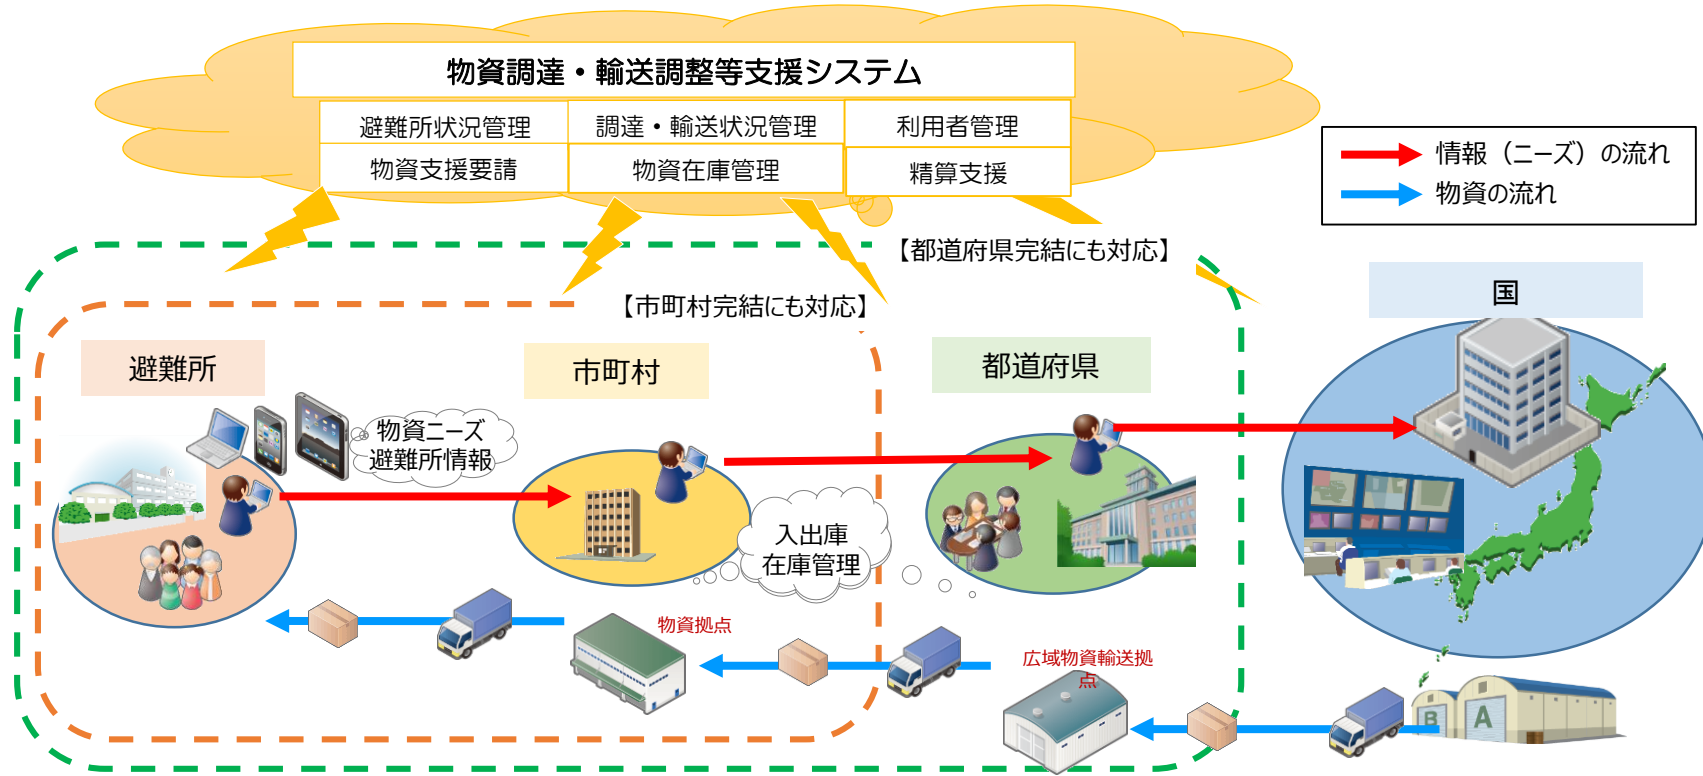 物資調達・輸送調整等支援システム
避難所状況管理
調達・輸送状況管理
利用者管理
物資支援要請
物資在庫管理
精算支援
情報（ニーズ）の流れ
物資の流れ
【都道府県完結にも対応】
【市町村完結にも対応】
国
避難所
市町村
都道府県
物資ニーズ
避難所情報
入出庫
在庫管理
物資拠点
広域物資輸送拠
点
B
A